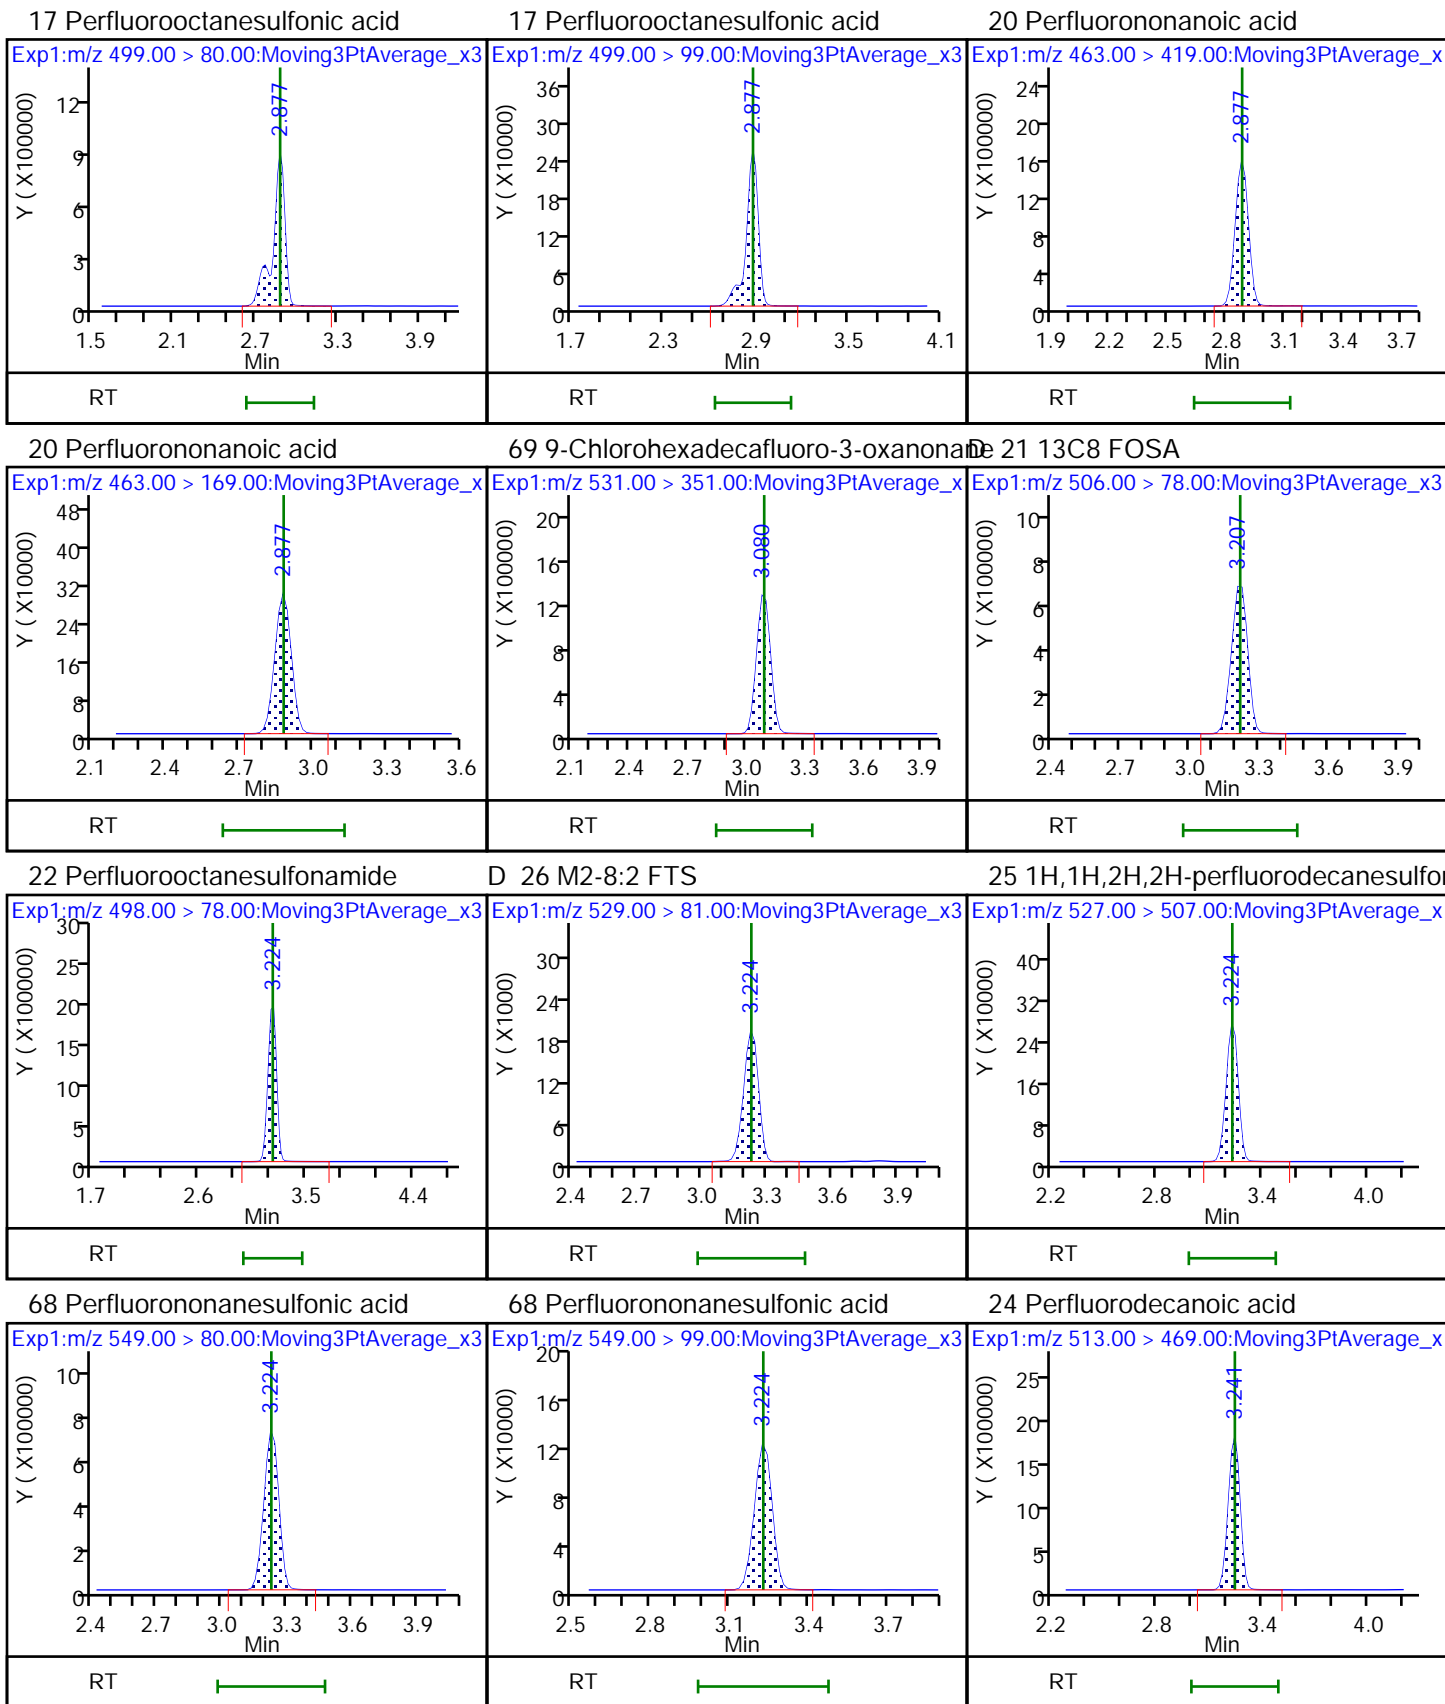 17 Perfluorooctanesulfonic acid
Exp1:m/z 499.00 > 80.00:Moving3PtAverage_x3
Y ( X100000)
12
9
6
3
0
2.877
1.5 2.1 2.7 3.3 3.9
Min
RT
17 Perfluorooctanesulfonic acid
Exp1:m/z 499.00 > 99.00:Moving3PtAverage_x3
Y ( X10000)
36
30
24
18
12
6
0
2.877
1.7 2.3 2.9 3.5 4.1
Min
RT
20 Perfluorononanoic acid
Exp1:m/z 463.00 > 419.00:Moving3PtAverage_x
Y ( X100000)
24
20
16
12
8
4
0
2.877
1.9 2.2 2.5 2.8 3.1 3.4 3.7
Min
RT
20 Perfluorononanoic acid
Exp1:m/z 463.00 > 169.00:Moving3PtAverage_x
Y ( X10000)
48
40
32
24
16
8
0
2.877
2.1 2.4 2.7 3.0 3.3 3.6
Min
RT
69 9-Chlorohexadecafluoro-3-oxanonane
Exp1:m/z 531.00 > 351.00:Moving3PtAverage_x
Y ( X100000)
20
16
12
8
4
0
3.080
2.1 2.4 2.7 3.0 3.3 3.6 3.9
Min
RT
D 21 13C8 FOSA
Exp1:m/z 506.00 > 78.00:Moving3PtAverage_x3
Y ( X100000)
10
8
6
4
2
0
3.207
2.4 2.7 3.0 3.3 3.6 3.9
Min
RT
22 Perfluorooctanesulfonamide
Exp1:m/z 498.00 > 78.00:Moving3PtAverage_x3
Y ( X100000)
30
25
20
15
10
5
0
3.224
1.7 2.6 3.5 4.4
Min
RT
D 26 M2-8:2 FTS
Exp1:m/z 529.00 > 81.00:Moving3PtAverage_x3
Y ( X1000)
30
24
18
12
6
0
3.224
2.4 2.7 3.0 3.3 3.6 3.9
Min
RT
25 1H,1H,2H,2H-perfluorodecanesulfon
Exp1:m/z 527.00 > 507.00:Moving3PtAverage_x
Y ( X10000)
40
32
24
16
8
0
3.224
2.2 2.8 3.4 4.0
Min
RT
68 Perfluorononanesulfonic acid
Exp1:m/z 549.00 > 80.00:Moving3PtAverage_x3
Y ( X100000)
10
8
6
4
2
0
3.224
2.4 2.7 3.0 3.3 3.6 3.9
Min
RT
68 Perfluorononanesulfonic acid
Exp1:m/z 549.00 > 99.00:Moving3PtAverage_x3
Y ( X10000)
20
16
12
8
4
0
3.224
2.5 2.8 3.1 3.4 3.7
Min
RT
24 Perfluorodecanoic acid
Exp1:m/z 513.00 > 469.00:Moving3PtAverage_x
Y ( X100000)
25
20
15
10
5
0
3.241
2.2 2.8 3.4 4.0
Min
RT